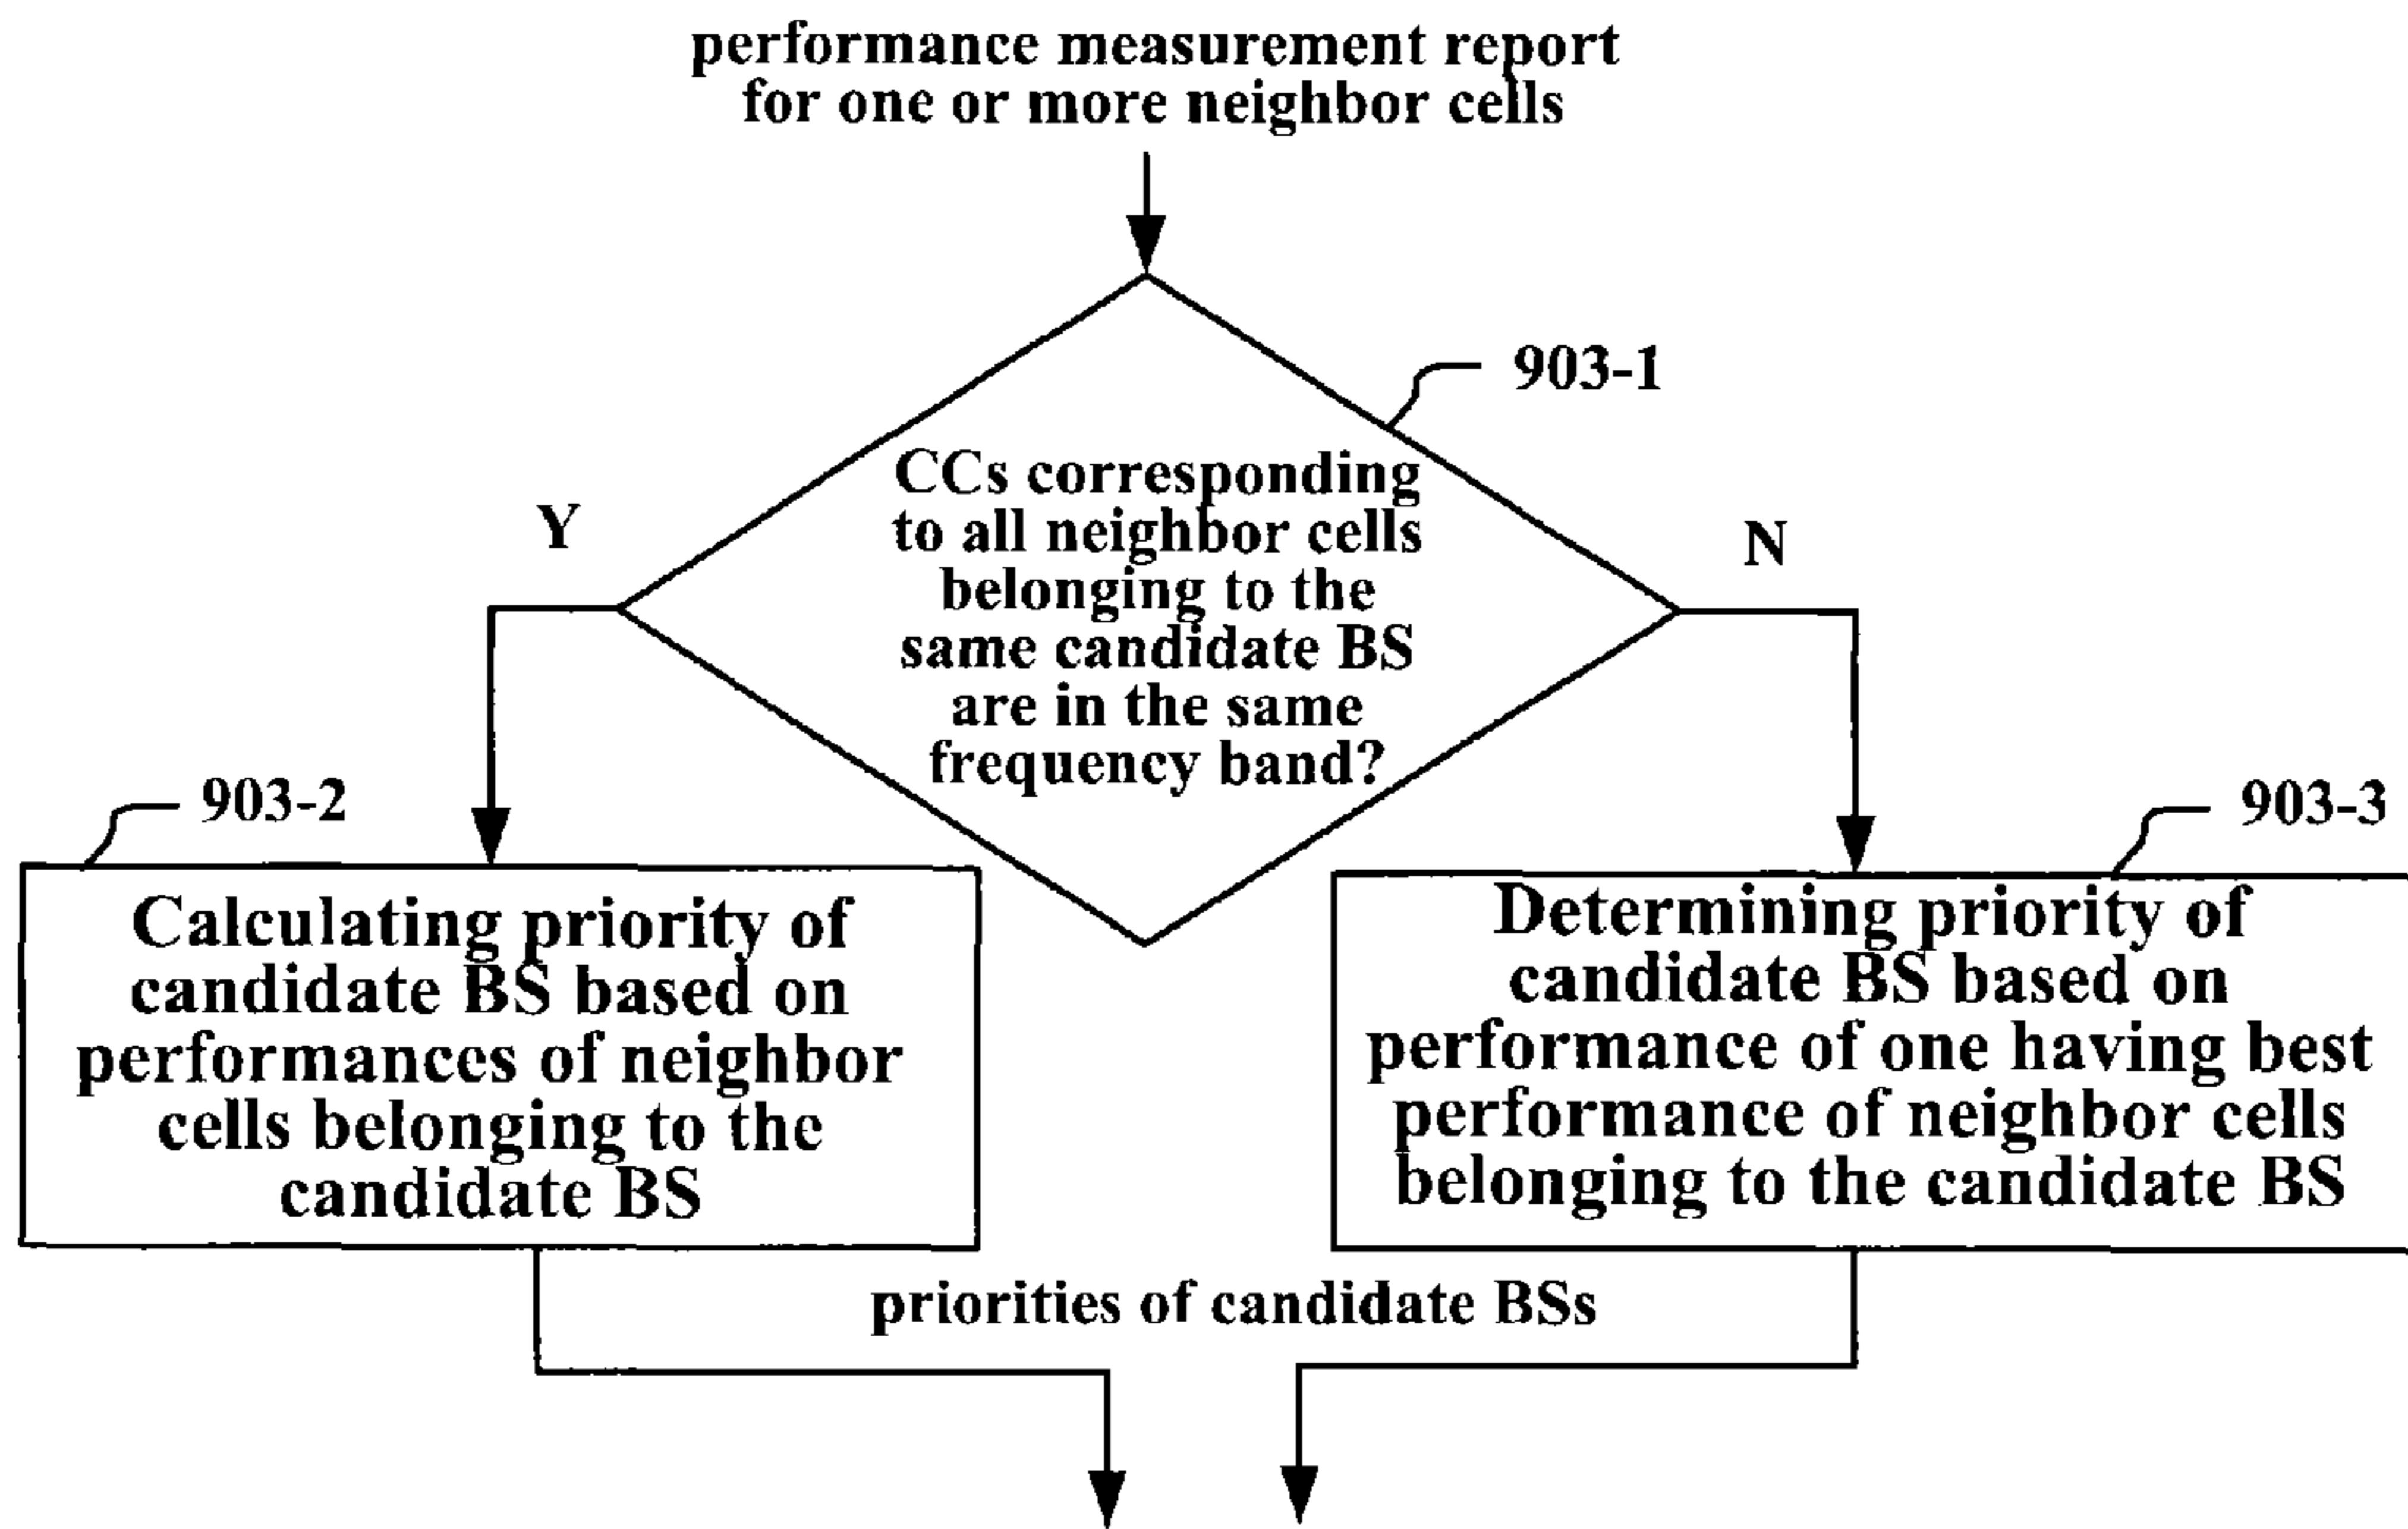 performance measurement report
for one or more neighbor cells
903-1
CCs corresponding
to all neighbor cells
belonging to the
same candidate BS
are in the same
frequency band?
Y
N
903-2
Calculating priority of
candidate BS based on
performances of neighbor
cells belonging to the
candidate BS
903-3
Determining priority of
candidate BS based on
performance of one having best
performance of neighbor cells
belonging to the candidate BS
priorities of candidate BSs